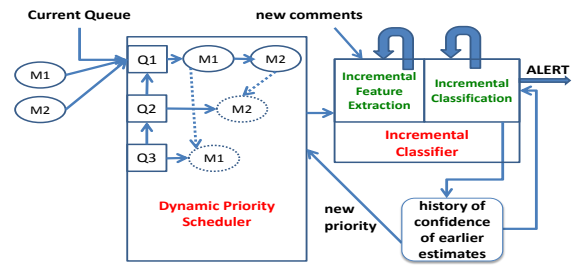 Current Queue
new comments
M1
M2
Q1
M1
M2
Q2
M2
Q3
M1
Dynamic Priority
Scheduler
Incremental
Feature
Extraction
Incremental
Classification
ALERT
Incremental
Classifier
new
priority
history of
confidence
of earlier
estimates